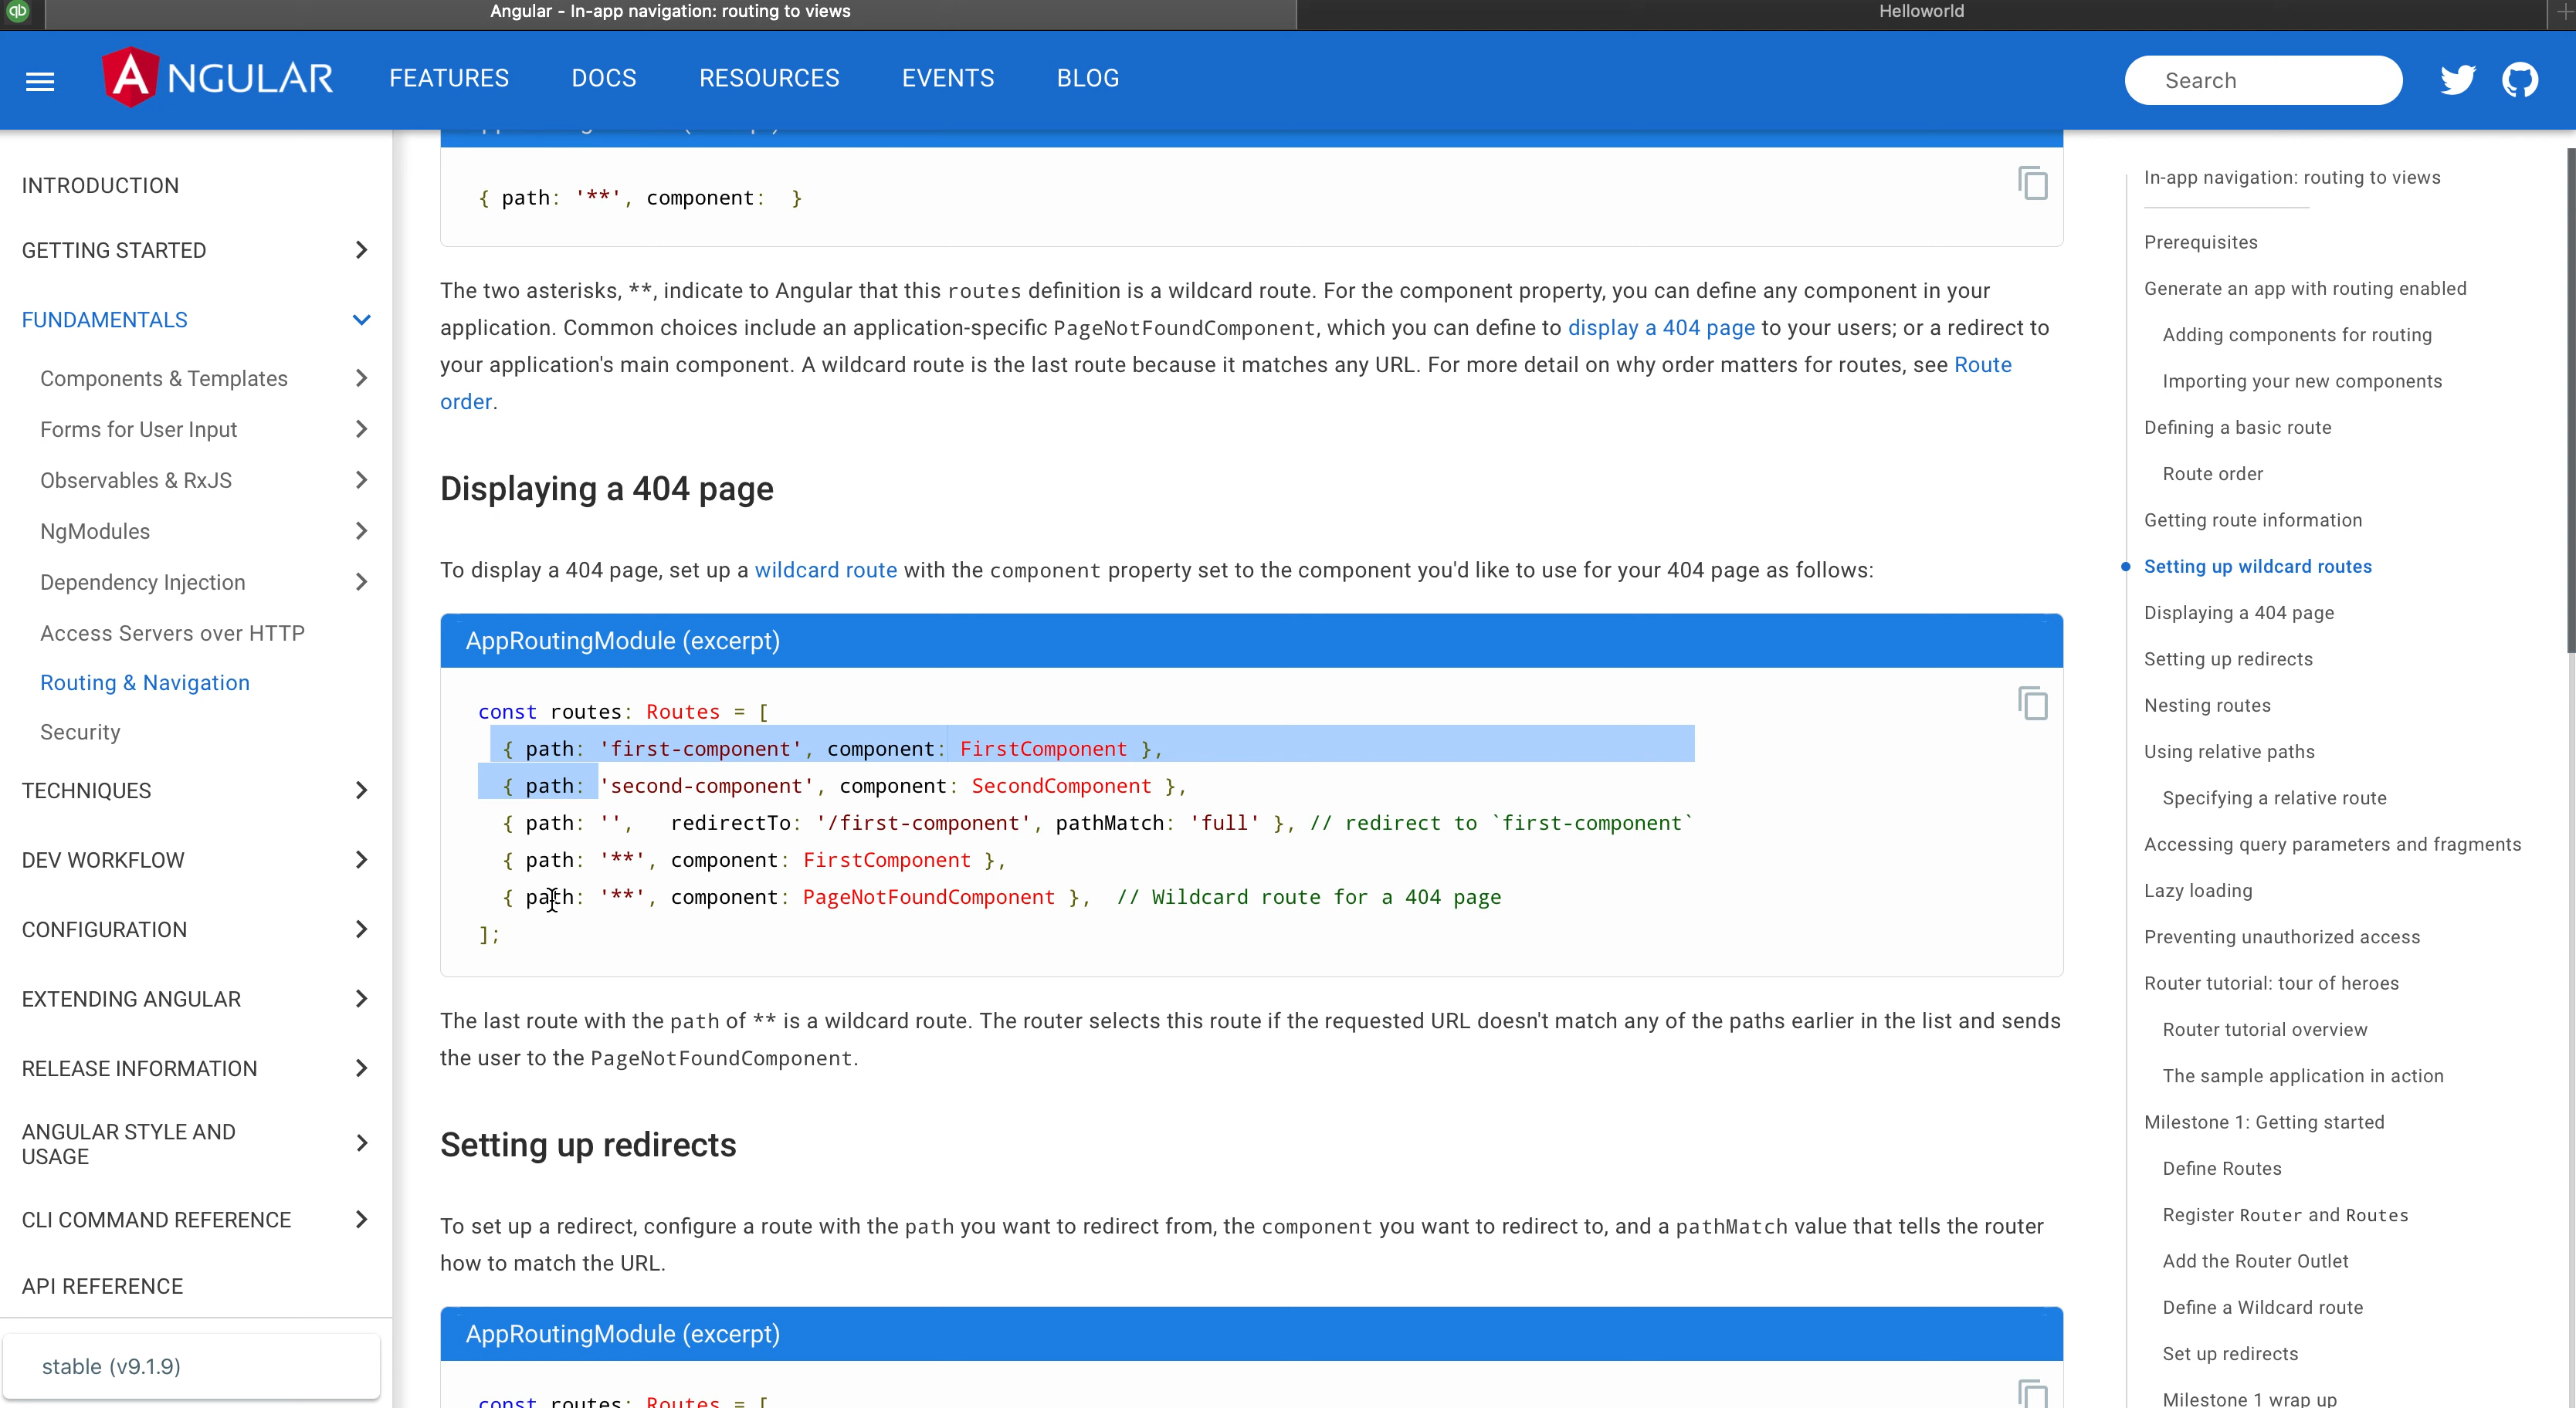 qb
Angular - In-app navigation: routing to views
Helloworld
ANGULAR
FEATURES
DOCS
RESOURCES
EVENTS
BLOG
Search
INTRODUCTION
GETTING STARTED
FUNDAMENTALS
Components & Templates
Forms for User Input
Observables & RxJS
NgModules
Dependency Injection
Access Servers over HTTP
Routing & Navigation
Security
TECHNIQUES
DEV WORKFLOW
CONFIGURATION
EXTENDING ANGULAR
RELEASE INFORMATION
ANGULAR STYLE AND
USAGE
CLI COMMAND REFERENCE
API REFERENCE
stable (v9.1.9)
{ path: '**', component:  }
The two asterisks, **, indicate to Angular that this routes definition is a wildcard route. For the component property, you can define any component in your
application. Common choices include an application-specific PageNotFoundComponent, which you can define to display a 404 page to your users; or a redirect to
your application's main component. A wildcard route is the last route because it matches any URL. For more detail on why order matters for routes, see Route
order.
Displaying a 404 page
To display a 404 page, set up a wildcard route with the component property set to the component you'd like to use for your 404 page as follows:
AppRoutingModule (excerpt)
const routes: Routes = [
{ path: 'first-component', component: FirstComponent },
{ path: 'second-component', component: SecondComponent },
{ path: '',   redirectTo: '/first-component', pathMatch: 'full' }, // redirect to `first-component`
{ path: '**', component: FirstComponent },
{ path: '**', component: PageNotFoundComponent },  // Wildcard route for a 404 page
];
The last route with the path of ** is a wildcard route. The router selects this route if the requested URL doesn't match any of the paths earlier in the list and sends
the user to the PageNotFoundComponent.
Setting up redirects
To set up a redirect, configure a route with the path you want to redirect from, the component you want to redirect to, and a pathMatch value that tells the router
how to match the URL.
AppRoutingModule (excerpt)
const routes: Routes = [
In-app navigation: routing to views
Prerequisites
Generate an app with routing enabled
Adding components for routing
Importing your new components
Defining a basic route
Route order
Getting route information
Setting up wildcard routes
Displaying a 404 page
Setting up redirects
Nesting routes
Using relative paths
Specifying a relative route
Accessing query parameters and fragments
Lazy loading
Preventing unauthorized access
Router tutorial: tour of heroes
Router tutorial overview
The sample application in action
Milestone 1: Getting started
Define Routes
Register Router and Routes
Add the Router Outlet
Define a Wildcard route
Set up redirects
Milestone 1 wrap up